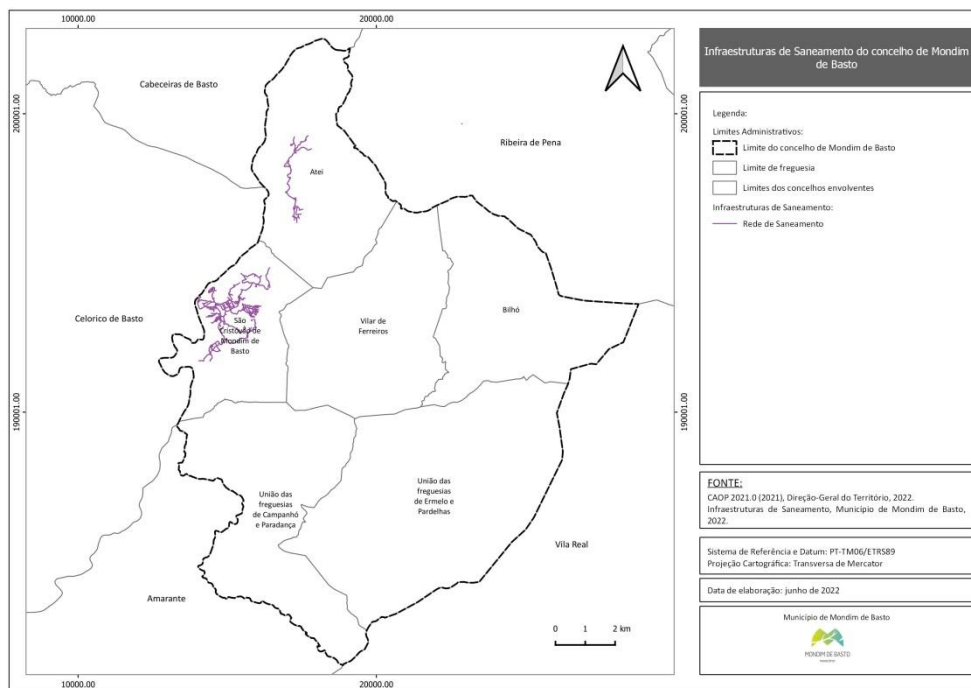 10000.00
20000.00
200001.00
200001.00
190001.00
190001.00
Cabeceiras de Basto
Ribeira de Pena
Atei
Celorico de Basto
São
Cristóvão de
Mondim de
Basto
Vilar de
Ferreiros
Bilhó
União das
freguesias
de Campanhó
e Paradança
União das
freguesias
de Ermelo e
Pardelhas
Vila Real
Amarante
0 1 2 km
10000.00
20000.00
Infraestruturas de Saneamento do concelho de Mondim
de Basto
Legenda:
Limites Administrativos:
Limite do concelho de Mondim de Basto
Limite de freguesia
Limites dos concelhos envolventes
Infraestruturas de Saneamento:
Rede de Saneamento
FONTE:
CAOP 2021.0 (2021), Direção-Geral do Território, 2022.
Infraestruturas de Saneamento, Município de Mondim de Basto,
2022.
Sistema de Referência e Datum: PT-TM06/ETRS89
Projeção Cartográfica: Transversa de Mercator
Data de elaboração: junho de 2022
Município de Mondim de Basto
MONDIM DE BASTO